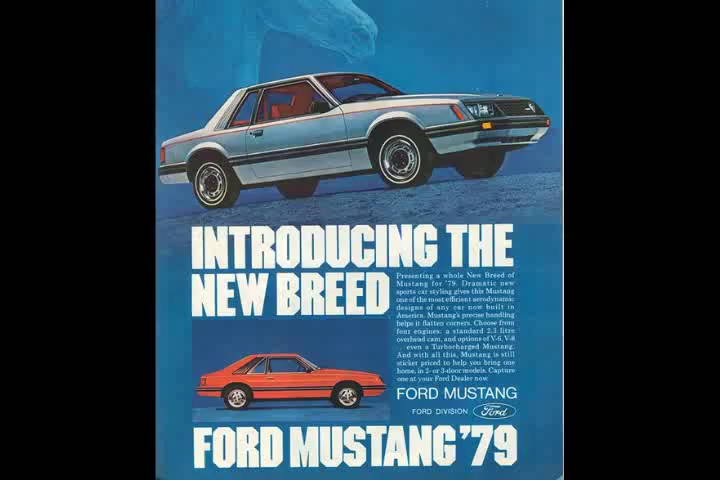 INTRODUCING THE
NEW BREED
Presenting a whole New Breed of
Mustang for '79. Dramatic new
sports car styling gives this Mustang
one of the most efficient aerodynamic
designs of any car now built in
America. Mustang's precise handling
helps it flatten corners. Choose from
four engines: a standard 2.3 litre
overhead cam, and options of V-6, V-8
... even a Turbocharged Mustang.
And with all this, Mustang is still
sticker priced to help you bring one
home, in 2- or 3-door models. Capture
one at your Ford Dealer now.
FORD MUSTANG
FORD DIVISION Ford
FORD MUSTANG '79